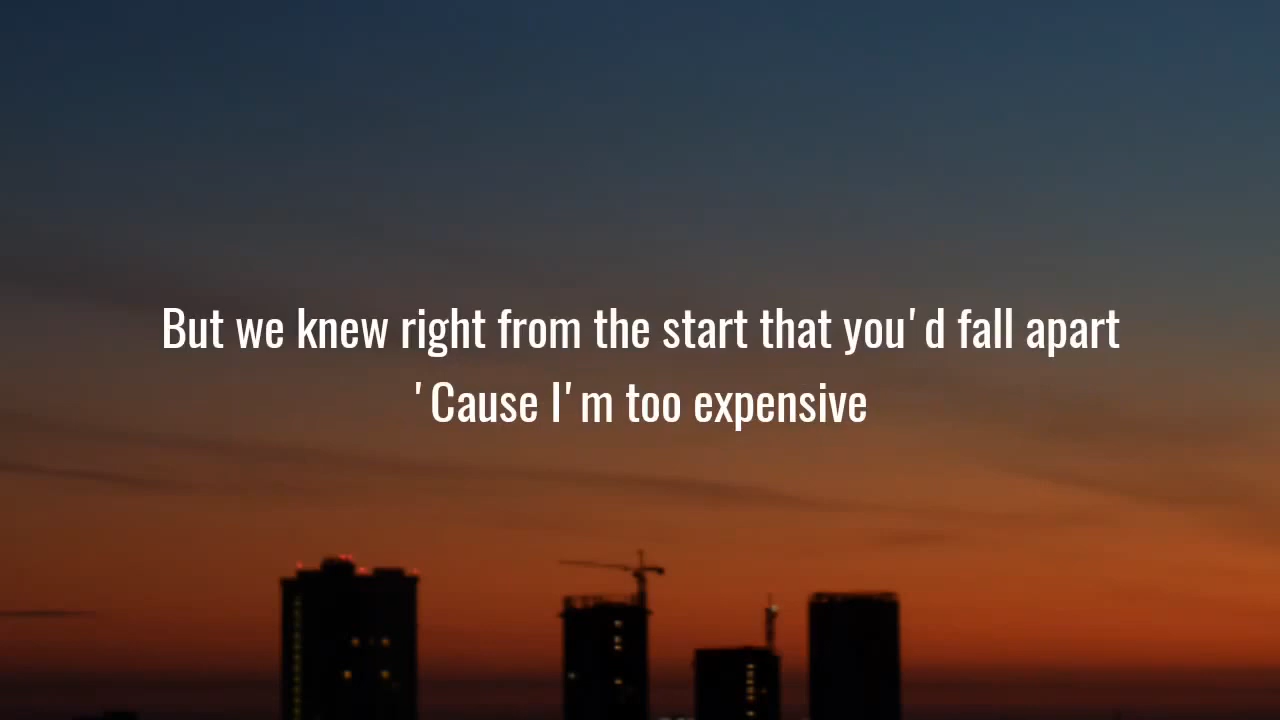 But we knew right from the start that you'd fall apart
'Cause I'm too expensive